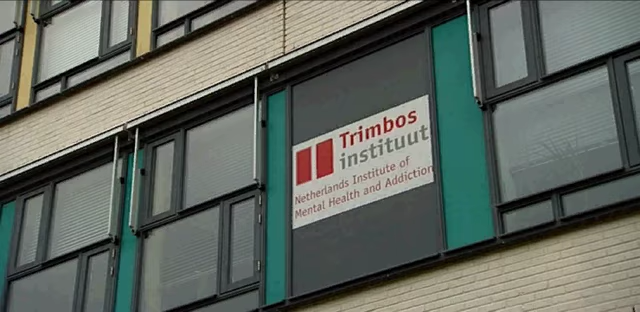 Trimbos
instituut
Netherlands Institute of
Mental Health and Addiction